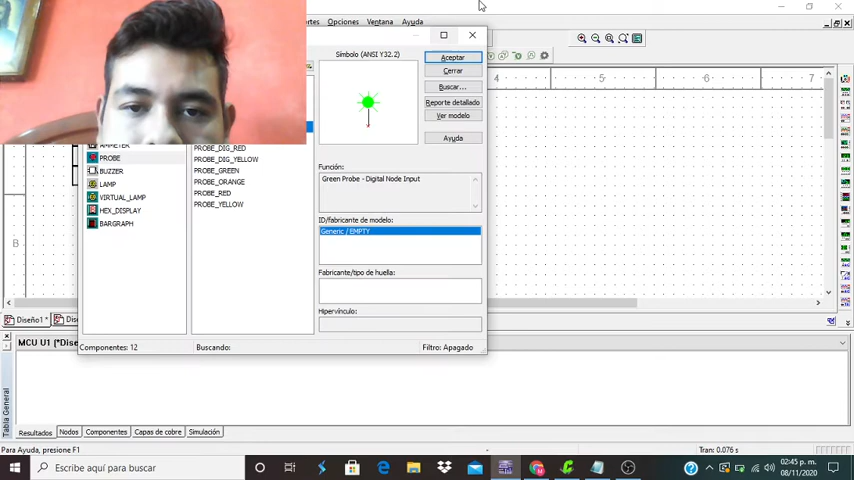 Opciones Ventana Ayuda
Símbolo (ANSI Y32.2)
Aceptar
Cerrar
Buscar...
Reporte detallado
Ver modelo
Ayuda
5 6 7
PROBE
BUZZER
LAMP
VIRTUAL_LAMP
HEX_DISPLAY
BARGRAPH
PROBE_DIG_RED
PROBE_DIG_YELLOW
PROBE_GREEN
PROBE_ORANGE
PROBE_RED
PROBE_YELLOW
Función:
Green Probe - Digital Node Input
ID/fabricante de modelo:
Generic / EMPTY
Fabricante/tipo de huella:
Hipervínculo:
B
Componentes: 12 Buscando: Filtro: Apagado
Diseño1 *
MCU U1 (*Dise
Tabla General
Resultados Nodos Componentes Capas de cobre Simulación
Para Ayuda, presione F1
Tran: 0.076 s
Escribe aquí para buscar
02:45 p. m.
08/11/2020